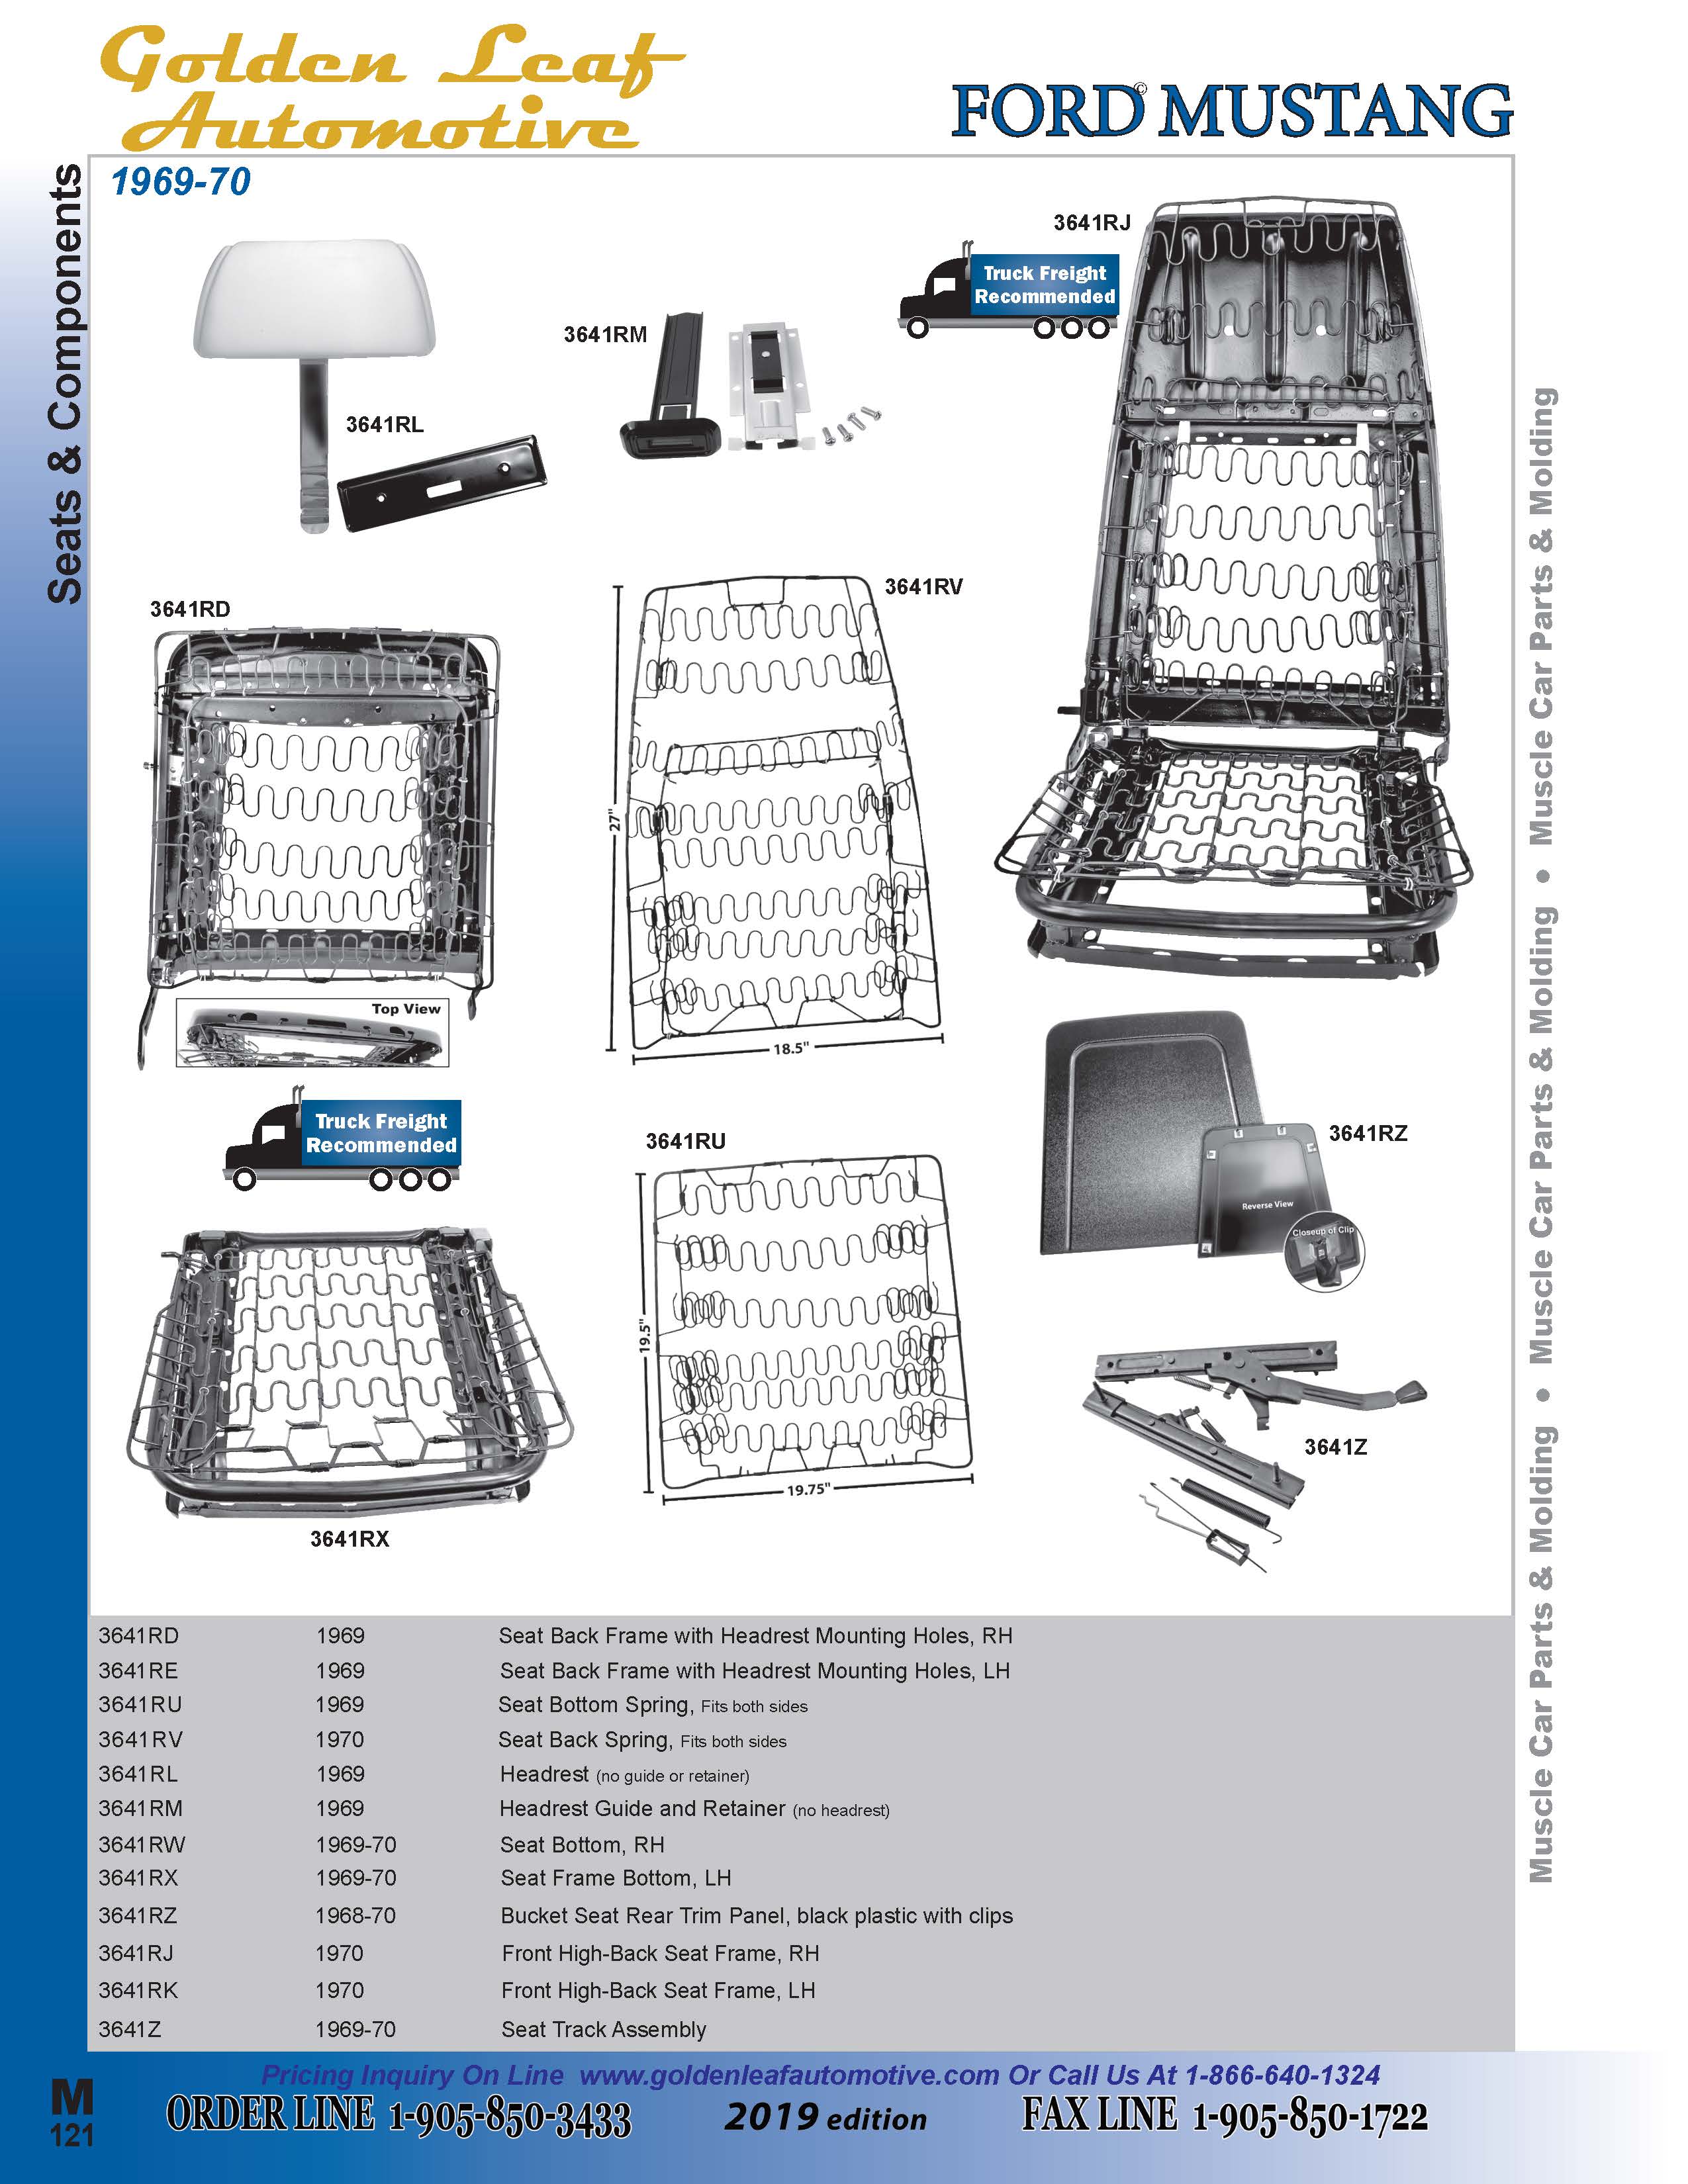 Golden Leaf
Automotive
FORD© MUSTANG
Seats & Components
1969-70
3641RJ
Truck Freight
Recommended
3641RM
3641RL
3641RD
3641RV
27"
18.5"
Top View
Truck Freight
Recommended
3641RU
19.5"
19.75"
3641RZ
Reverse View
Closeup of Clip
3641Z
3641RX
Muscle Car Parts & Molding • Muscle Car Parts & Molding • Muscle Car Parts & Molding
3641RD 1969 Seat Back Frame with Headrest Mounting Holes, RH
3641RE 1969 Seat Back Frame with Headrest Mounting Holes, LH
3641RU 1969 Seat Bottom Spring, Fits both sides
3641RV 1970 Seat Back Spring, Fits both sides
3641RL 1969 Headrest (no guide or retainer)
3641RM 1969 Headrest Guide and Retainer (no headrest)
3641RW 1969-70 Seat Bottom, RH
3641RX 1969-70 Seat Frame Bottom, LH
3641RZ 1968-70 Bucket Seat Rear Trim Panel, black plastic with clips
3641RJ 1970 Front High-Back Seat Frame, RH
3641RK 1970 Front High-Back Seat Frame, LH
3641Z 1969-70 Seat Track Assembly
Pricing Inquiry On Line www.goldenleafautomotive.com Or Call Us At 1-866-640-1324
M
121
ORDER LINE 1-905-850-3433
2019 edition
FAX LINE 1-905-850-1722